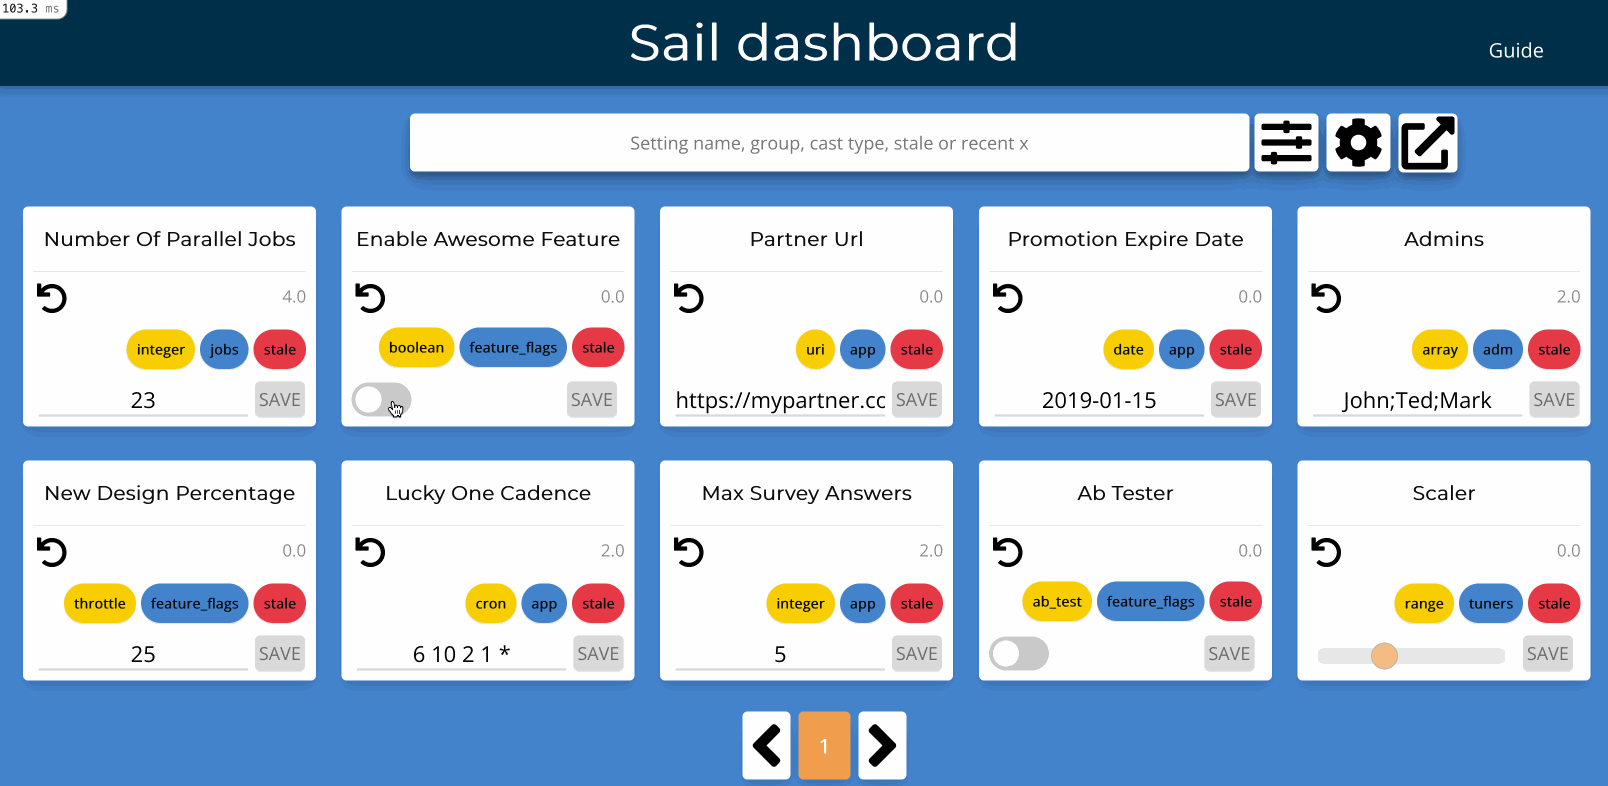 103.3 ms
Sail dashboard
Guide
Setting name, group, cast type, stale or recent x
Number Of Parallel Jobs
4.0
integer jobs stale
23 SAVE
Enable Awesome Feature
0.0
boolean feature_flags stale
SAVE
Partner Url
0.0
uri app stale
https://mypartner.co SAVE
Promotion Expire Date
0.0
date app stale
2019-01-15 SAVE
Admins
2.0
array adm stale
John;Ted;Mark SAVE
New Design Percentage
0.0
throttle feature_flags stale
25 SAVE
Lucky One Cadence
2.0
cron app stale
6 10 2 1 * SAVE
Max Survey Answers
2.0
integer app stale
5 SAVE
Ab Tester
0.0
ab_test feature_flags stale
SAVE
Scaler
0.0
range tuners stale
SAVE
1